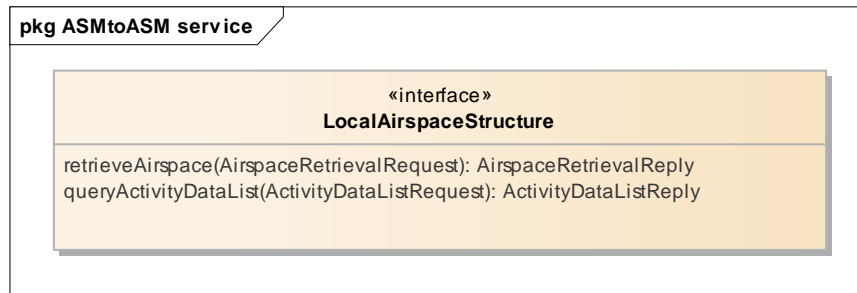 pkg ASMtoASM service
«interface»
LocalAirspaceStructure
retrieveAirspace(AirspaceRetrievalRequest): AirspaceRetrievalReply
queryActivityDataList(ActivityDataListRequest): ActivityDataListReply